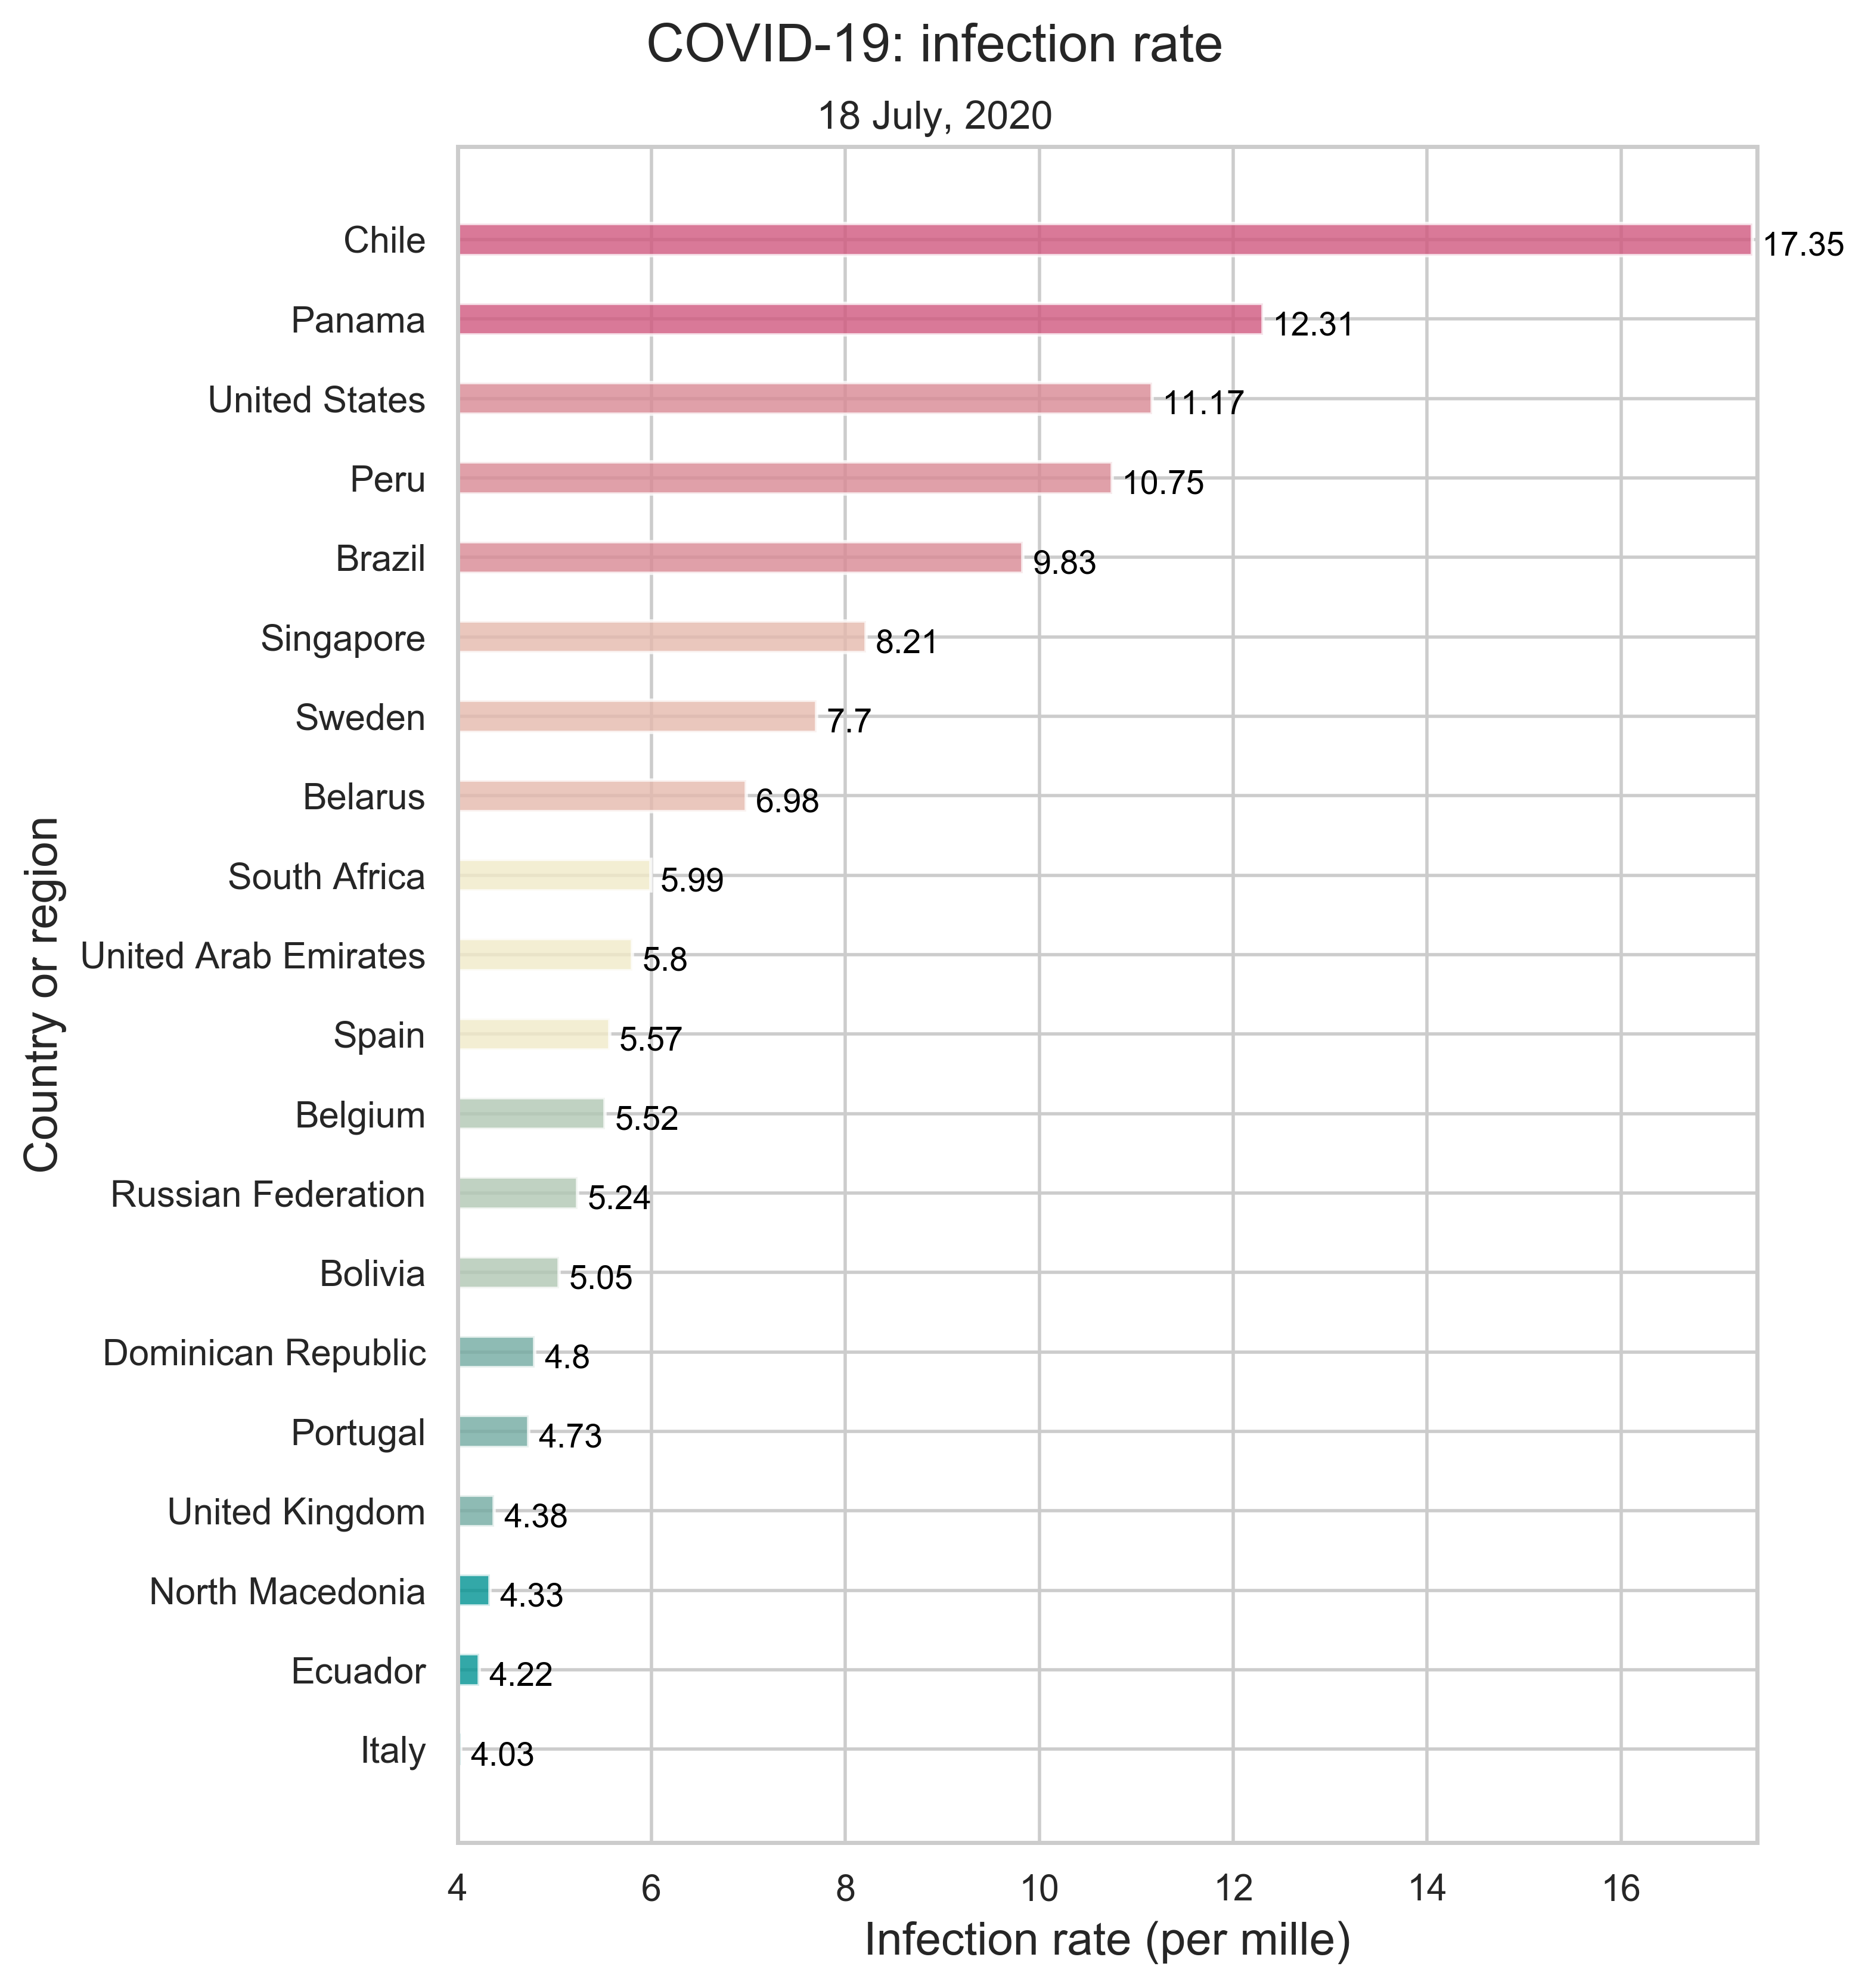 COVID-19: infection rate
18 July, 2020
Country or region
Chile 17.35
Panama 12.31
United States 11.17
Peru 10.75
Brazil 9.83
Singapore 8.21
Sweden 7.7
Belarus 6.98
South Africa 5.99
United Arab Emirates 5.8
Spain 5.57
Belgium 5.52
Russian Federation 5.24
Bolivia 5.05
Dominican Republic 4.8
Portugal 4.73
United Kingdom 4.38
North Macedonia 4.33
Ecuador 4.22
Italy 4.03
4 6 8 10 12 14 16
Infection rate (per mille)